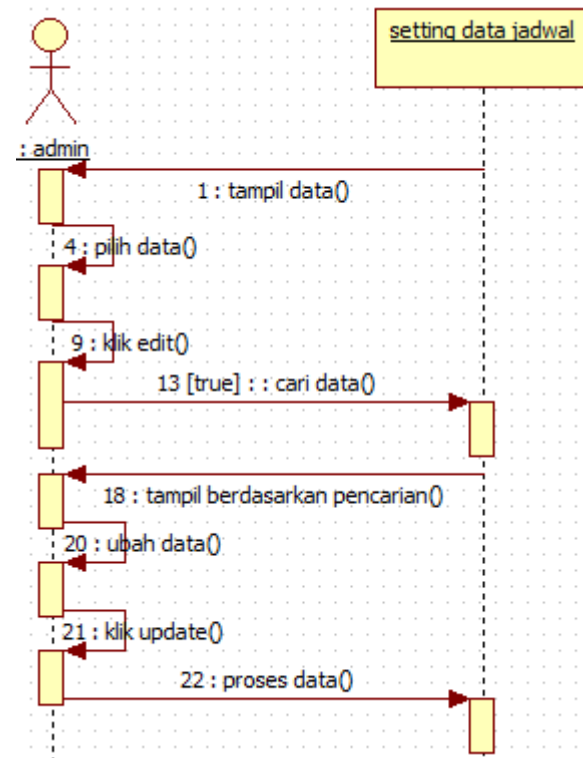 setting data jadwal
: admin
1 : tampil data()
4 : pilih data()
9 : klik edit()
13 [true] : : cari data()
18 : tampil berdasarkan pencarian()
20 : ubah data()
21 : klik update()
22 : proses data()